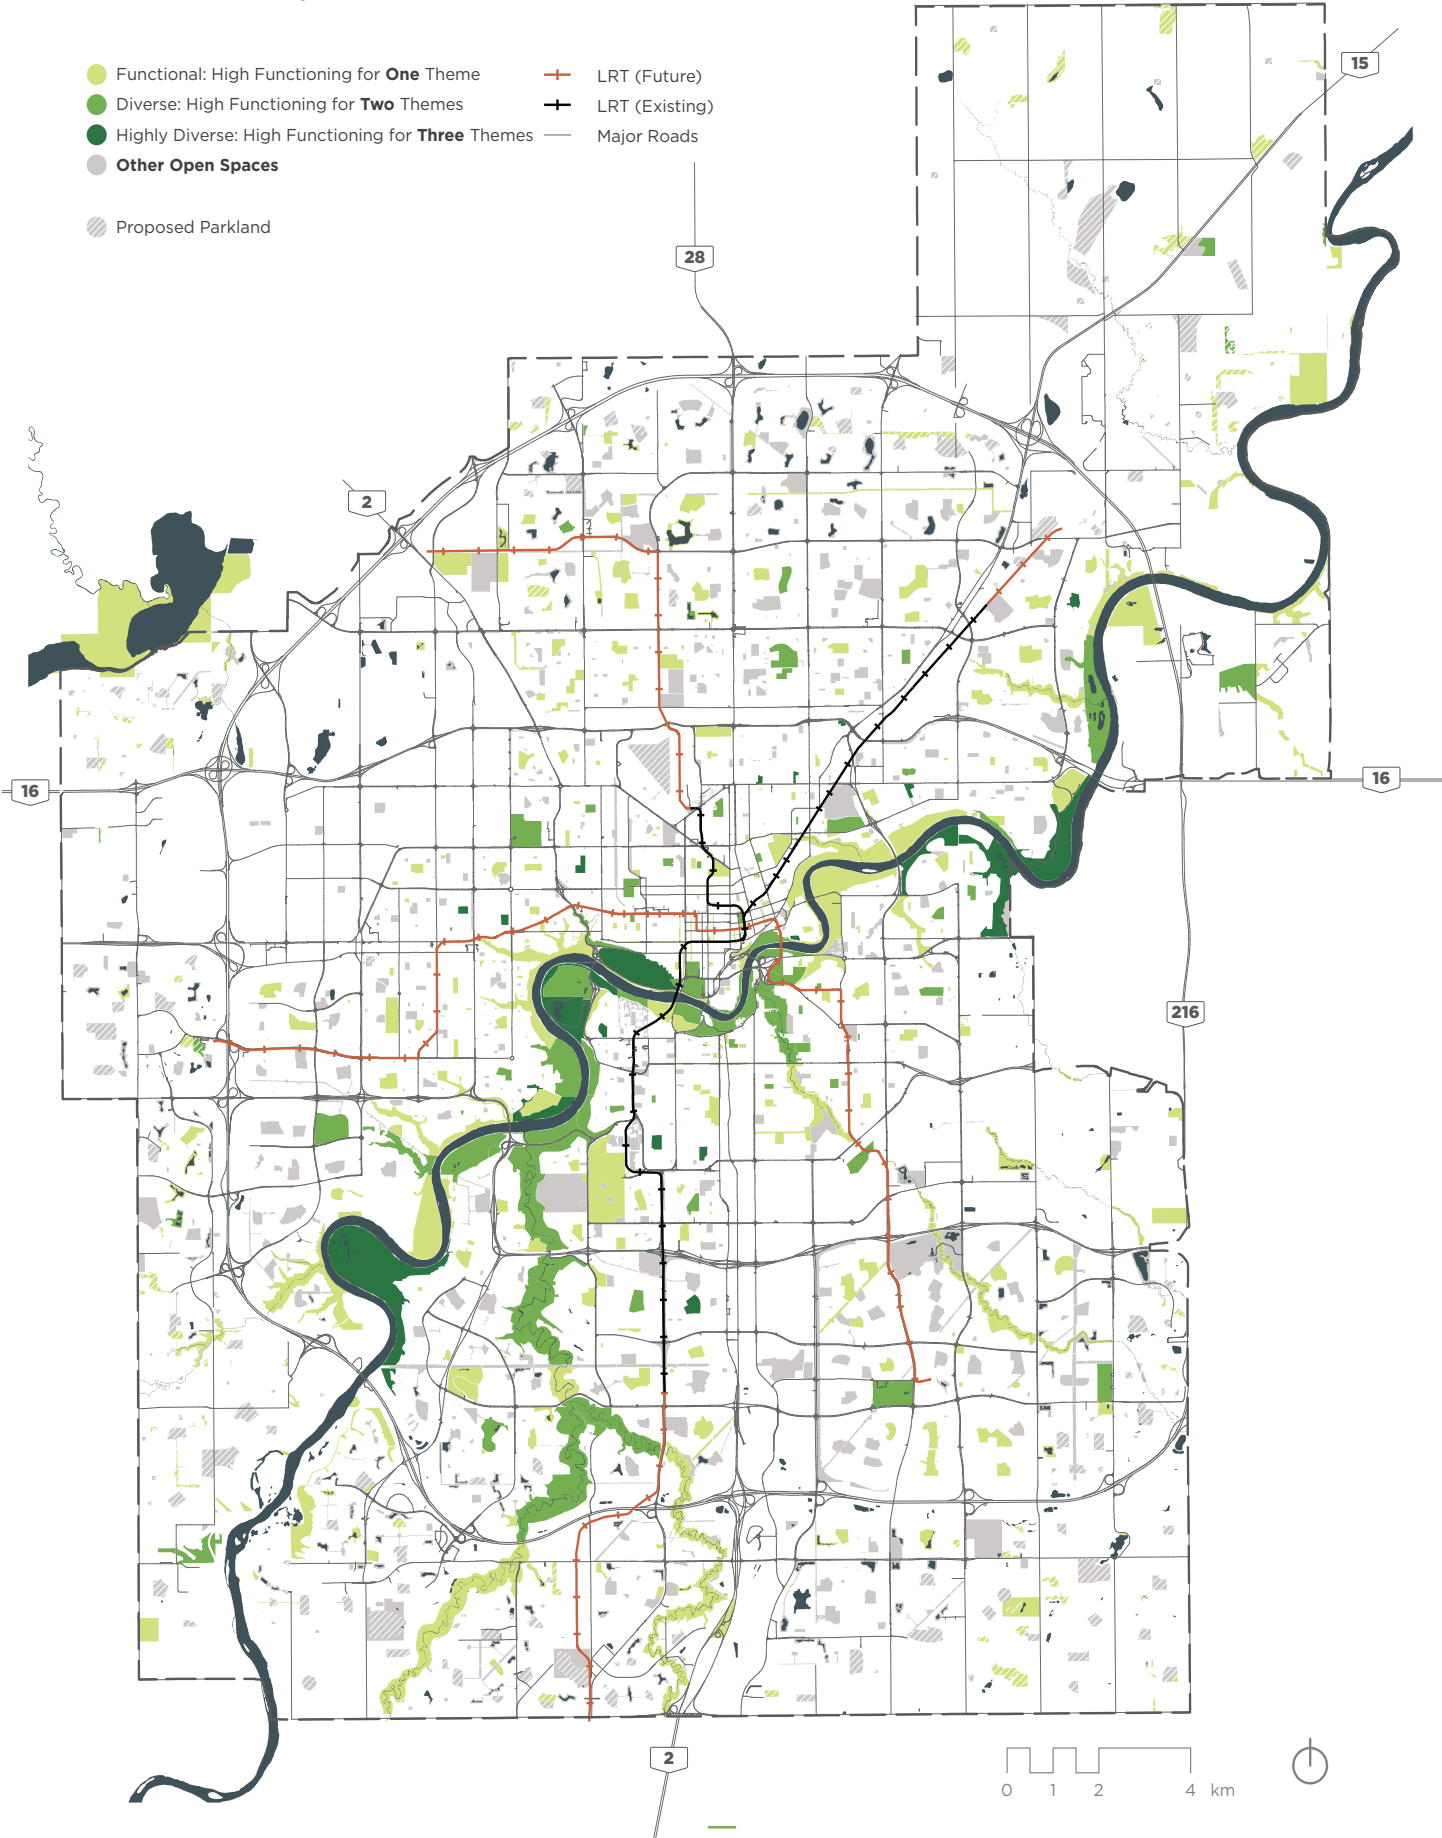 Functional: High Functioning for One Theme
Diverse: High Functioning for Two Themes
Highly Diverse: High Functioning for Three Themes
Other Open Spaces
Proposed Parkland
LRT (Future)
LRT (Existing)
Major Roads
15
28
2
16
16
216
2
0 1 2 4 km